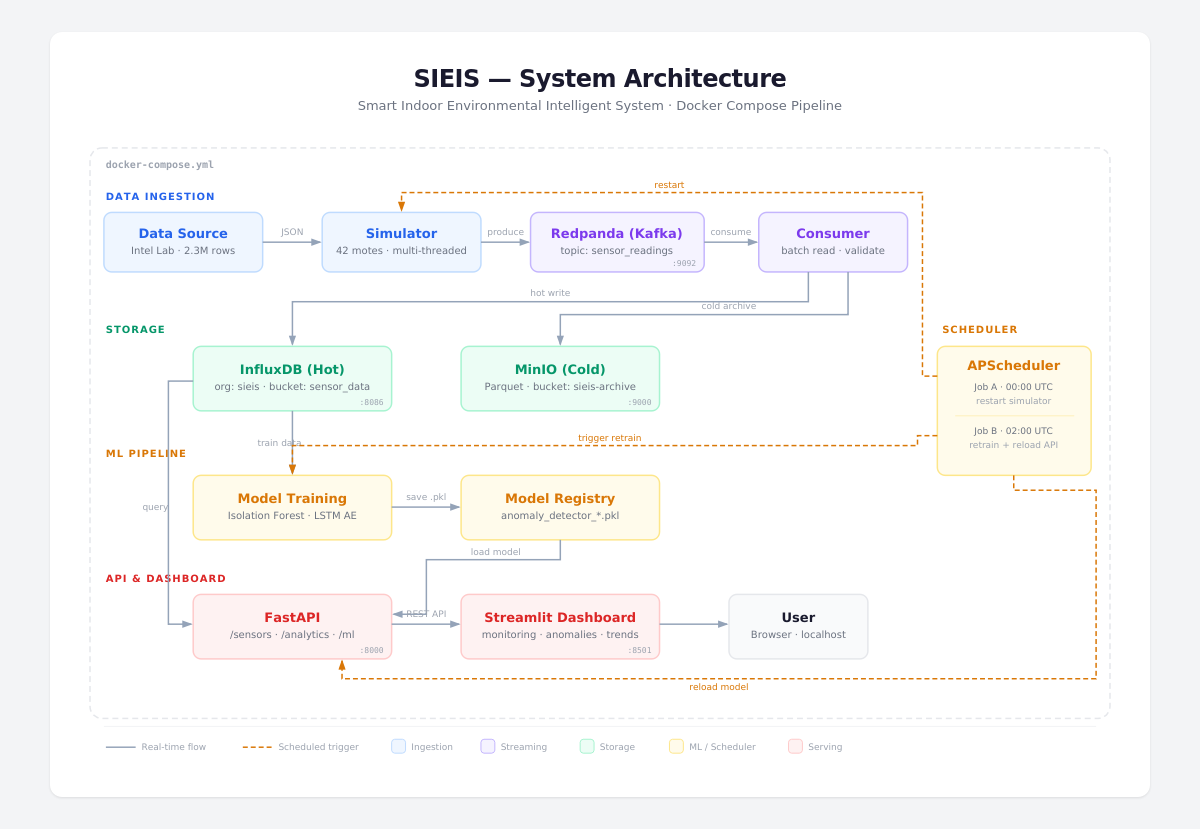 SIEIS — System Architecture
Smart Indoor Environmental Intelligent System · Docker Compose Pipeline
docker-compose.yml
restart
DATA INGESTION
Data Source
Intel Lab · 2.3M rows
JSON
Simulator
42 motes · multi-threaded
produce
Redpanda (Kafka)
topic: sensor_readings
:9092
consume
Consumer
batch read · validate
hot write
cold archive
STORAGE
SCHEDULER
InfluxDB (Hot)
org: sieis · bucket: sensor_data
:8086
MinIO (Cold)
Parquet · bucket: sieis-archive
:9000
APScheduler
Job A · 00:00 UTC
restart simulator
Job B · 02:00 UTC
retrain + reload API
train data
trigger retrain
ML PIPELINE
Model Training
Isolation Forest · LSTM AE
save .pkl
Model Registry
anomaly_detector_*.pkl
query
load model
API & DASHBOARD
FastAPI
/sensors · /analytics · /ml
:8000
REST API
Streamlit Dashboard
monitoring · anomalies · trends
:8501
User
Browser · localhost
reload model
Real-time flow
Scheduled trigger
Ingestion
Streaming
Storage
ML / Scheduler
Serving